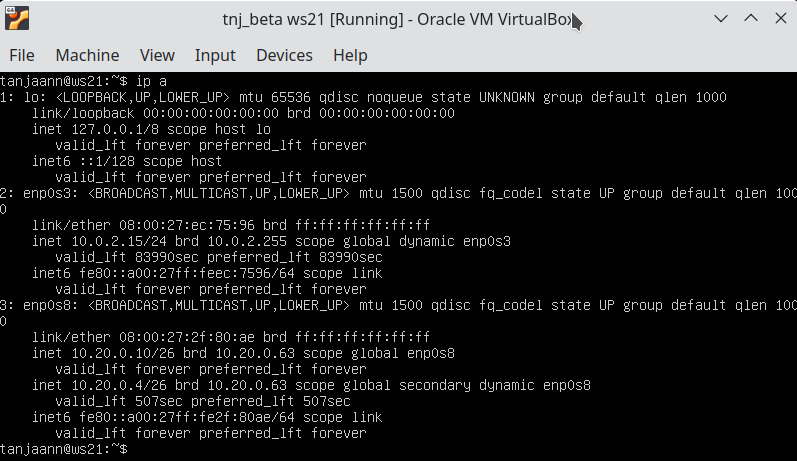 tnj_beta ws21 [Running] - Oracle VM VirtualBox
File Machine View Input Devices Help
tanjaann@ws21:~$ ip a
1: lo: <LOOPBACK,UP,LOWER_UP> mtu 65536 qdisc noqueue state UNKNOWN group default qlen 1000
    link/loopback 00:00:00:00:00:00 brd 00:00:00:00:00:00
    inet 127.0.0.1/8 scope host lo
       valid_lft forever preferred_lft forever
    inet6 ::1/128 scope host
       valid_lft forever preferred_lft forever
2: enp0s3: <BROADCAST,MULTICAST,UP,LOWER_UP> mtu 1500 qdisc fq_codel state UP group default qlen 100
0
    link/ether 08:00:27:ec:75:96 brd ff:ff:ff:ff:ff:ff
    inet 10.0.2.15/24 brd 10.0.2.255 scope global dynamic enp0s3
       valid_lft 83990sec preferred_lft 83990sec
    inet6 fe80::a00:27ff:feec:7596/64 scope link
       valid_lft forever preferred_lft forever
3: enp0s8: <BROADCAST,MULTICAST,UP,LOWER_UP> mtu 1500 qdisc fq_codel state UP group default qlen 100
0
    link/ether 08:00:27:2f:80:ae brd ff:ff:ff:ff:ff:ff
    inet 10.20.0.10/26 brd 10.20.0.63 scope global enp0s8
       valid_lft forever preferred_lft forever
    inet 10.20.0.4/26 brd 10.20.0.63 scope global secondary dynamic enp0s8
       valid_lft 507sec preferred_lft 507sec
    inet6 fe80::a00:27ff:fe2f:80ae/64 scope link
       valid_lft forever preferred_lft forever
tanjaann@ws21:~$